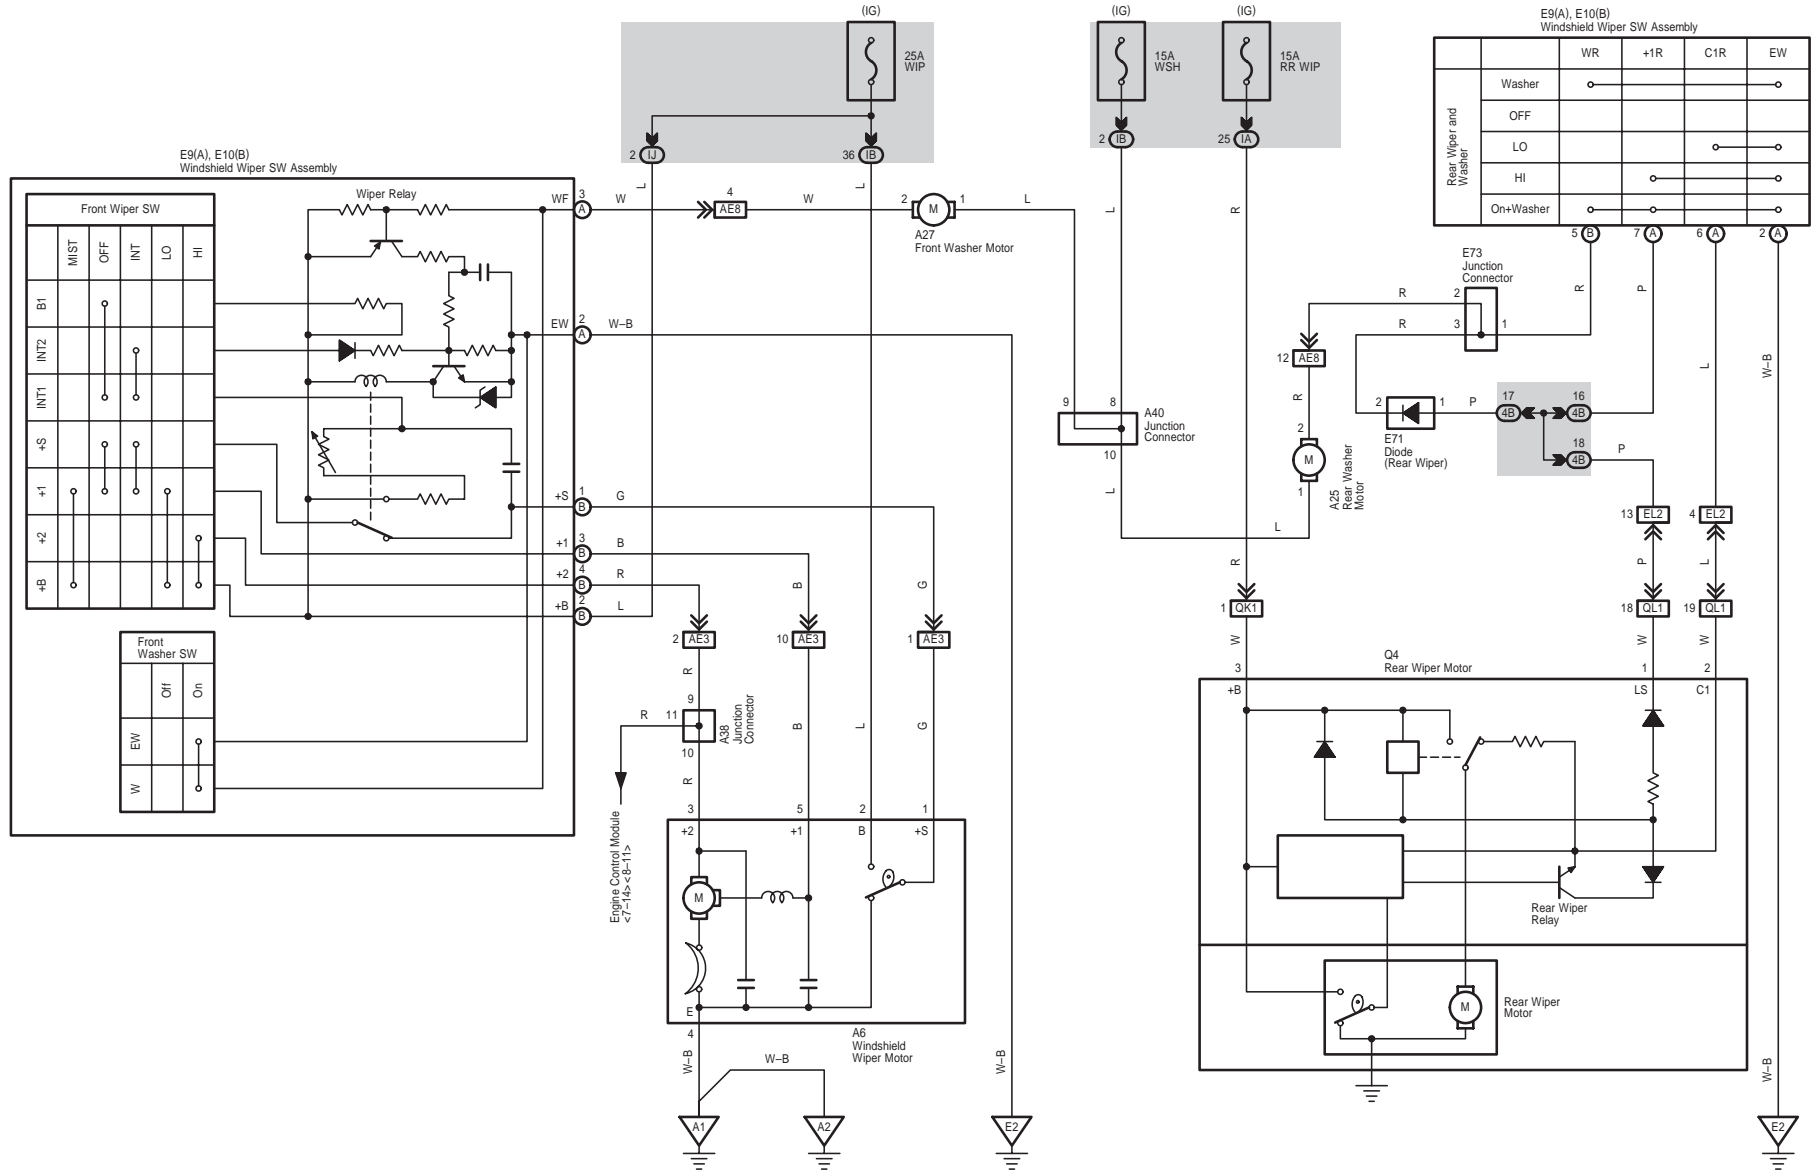 (IG)
25A
WIP
2 IJ
36 IB
(IG)
15A
WSH
(IG)
15A
RR WIP
2 IB
25 IA
E9(A), E10(B)
Windshield Wiper SW Assembly
WR +1R C1R EW
Rear Wiper and
Washer
Washer
OFF
LO
HI
On+Washer
5 B
7 A
6 A
2 A
E9(A), E10(B)
Windshield Wiper SW Assembly
Front Wiper SW
MIST OFF INT LO HI
B1
INT2
INT1
+S
+1
+2
+B
Wiper Relay
WF 3 A W
4
AE8
W
2 M 1
A27
Front Washer Motor
L
L
L
EW 2 A W–B
+S 1 B G
+1 3 B B
+2 4 B R
+B 2 B L
Front
Washer SW
Off On
EW
W
R
B
G
2 AE3
10 AE3
1 AE3
R
9
R 11
10
A38
Junction
Connector
B
L
G
R
Engine Control Module
<7–14><8–11>
3 5 2 1
+2 +1 B +S
M
E
4
A6
Windshield
Wiper Motor
W–B
W–B
W–B
A1
A2
E2
L
R
9 8
A40
Junction
Connector
10
L
L
E73
Junction
Connector
R 2
R 3 1
R
P
L
W–B
12 AE8
R
2
M
1
A25
Rear Washer
Motor
2 1
E71
Diode
(Rear Wiper)
P
17
4B
16
4B
18
4B
P
13 EL2
4 EL2
R
P
L
1 QK1
18 QL1
19 QL1
W
W
W
Q4
Rear Wiper Motor
3 1 2
+B LS C1
Rear Wiper
Relay
M
Rear Wiper
Motor
W–B
E2